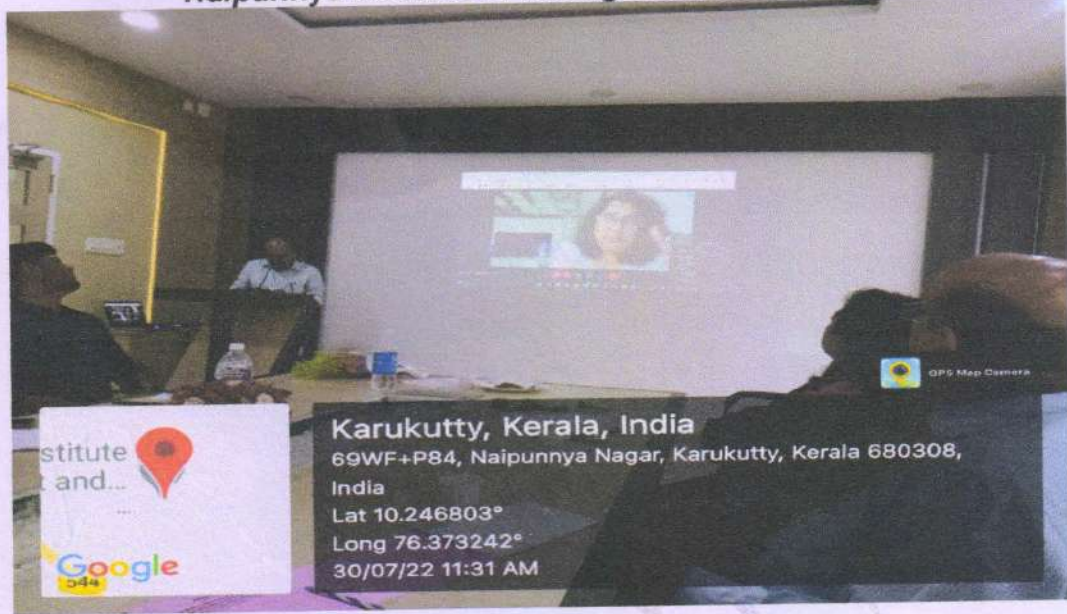 GPS Map Camera
stitute
and...
Google
544
Karukutty, Kerala, India
69WF+P84, Naipunnya Nagar, Karukutty, Kerala 680308,
India
Lat 10.246803°
Long 76.373242°
30/07/22 11:31 AM